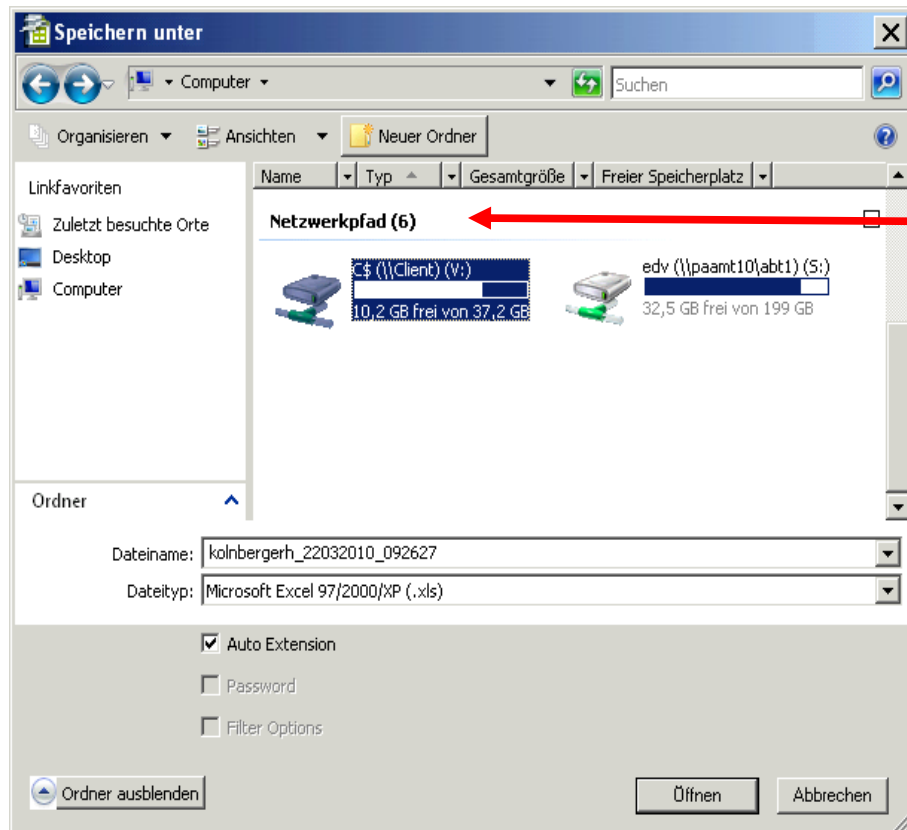 Speichern unter
Computer
Suchen
Organisieren Ansichten Neuer Ordner
Linkfavoriten
Zuletzt besuchte Orte
Desktop
Computer
Name Typ Gesamtgröße Freier Speicherplatz
Netzwerkpfad (6)
C$ (\\Client) (V:)
10,2 GB frei von 37,2 GB
edv (\\paamt10\abt1) (S:)
32,5 GB frei von 199 GB
Ordner
Dateiname: kolnbergerh_22032010_092627
Dateityp: Microsoft Excel 97/2000/XP (.xls)
Auto Extension
Password
Filter Options
Ordner ausblenden Öffnen Abbrechen